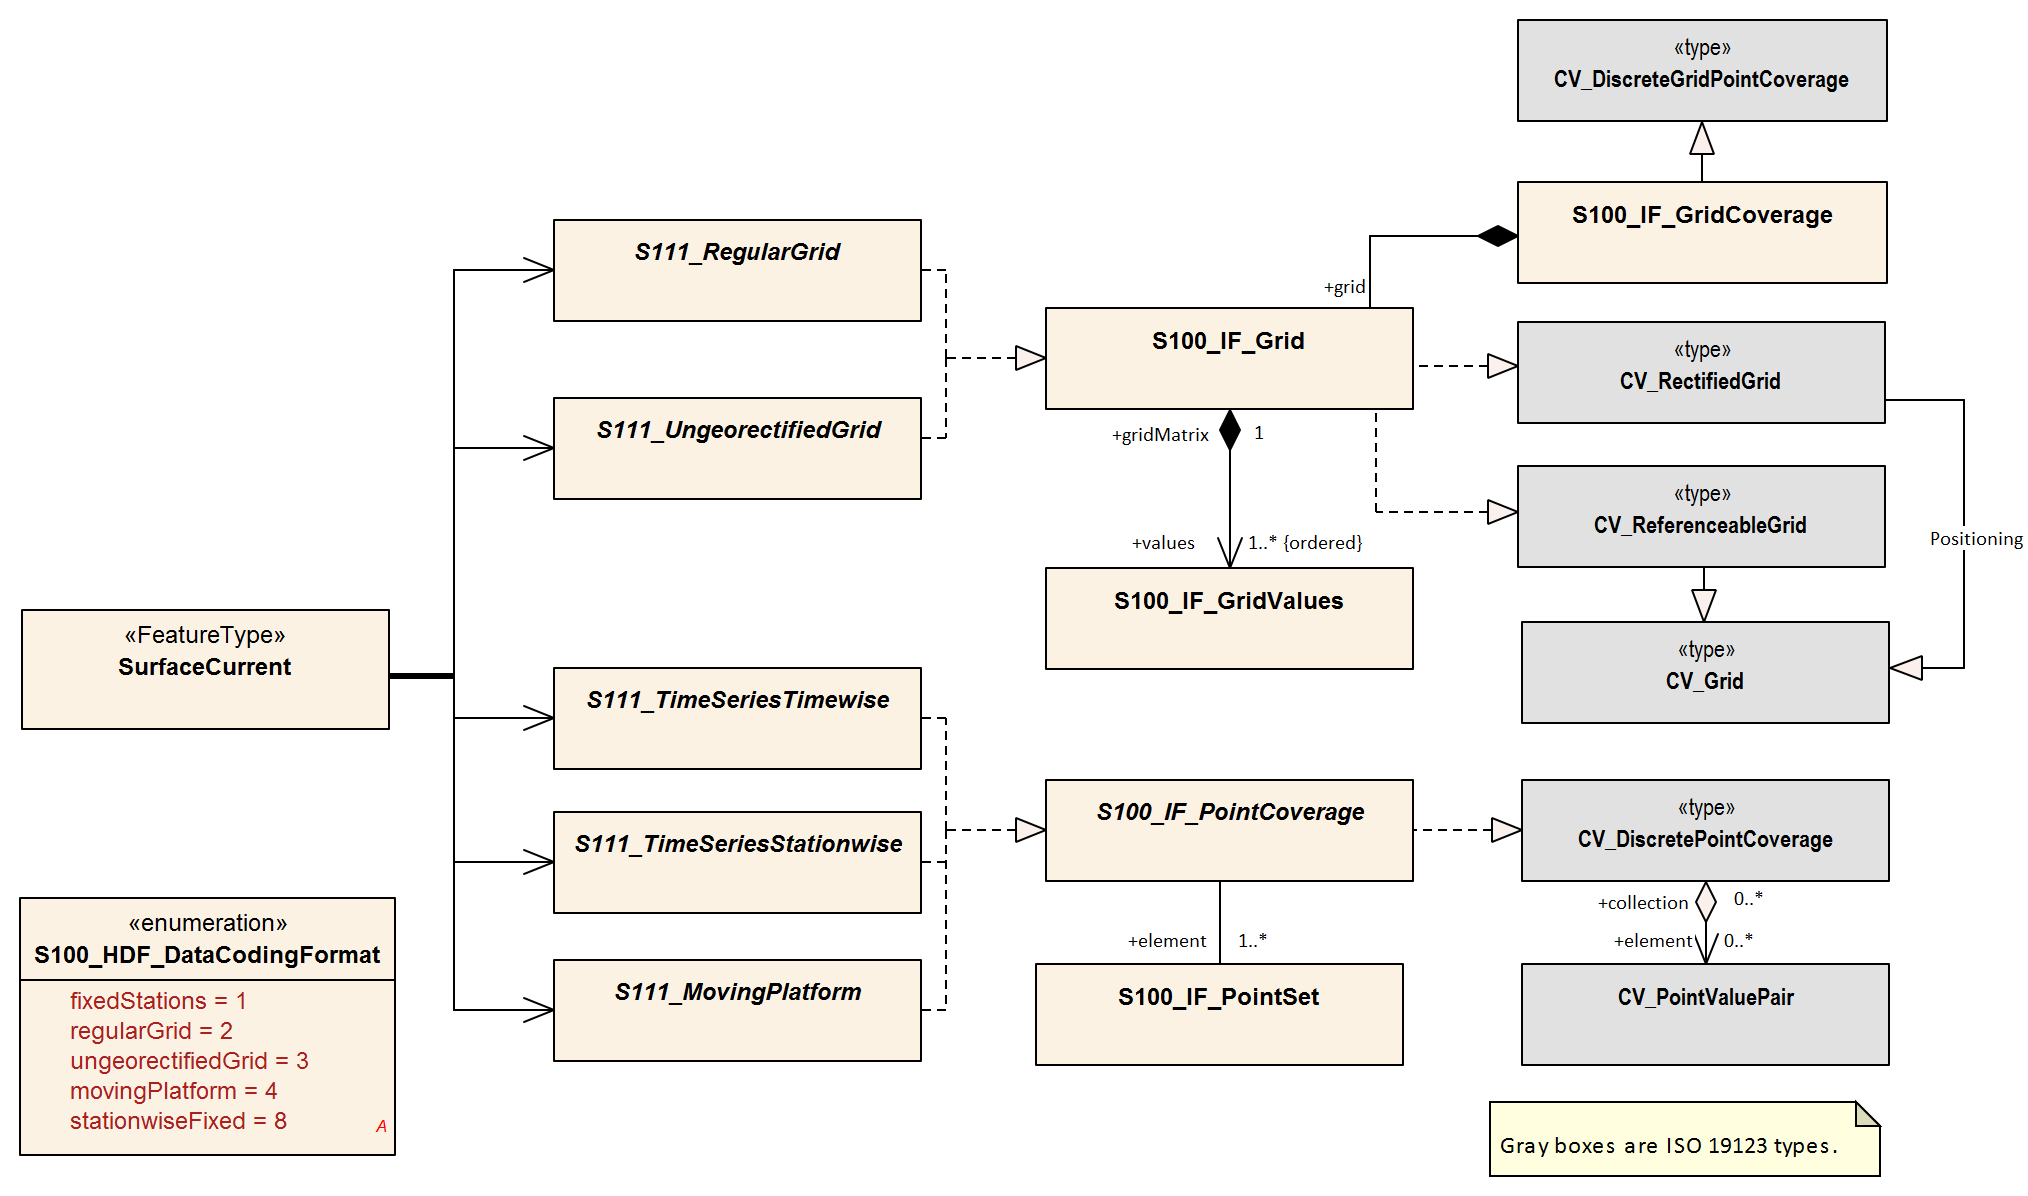 «type»
CV_DiscreteGridPointCoverage
S100_IF_GridCoverage
S111_RegularGrid
+grid
S100_IF_Grid
«type»
CV_RectifiedGrid
S111_UngeorectifiedGrid
+gridMatrix
1
«type»
CV_ReferenceableGrid
+values
1..* {ordered}
Positioning
S100_IF_GridValues
«FeatureType»
SurfaceCurrent
«type»
CV_Grid
S111_TimeSeriesTimewise
S100_IF_PointCoverage
«type»
CV_DiscretePointCoverage
S111_TimeSeriesStationwise
+collection
0..*
+element
1..*
+element
0..*
«enumeration»
S100_HDF_DataCodingFormat
fixedStations = 1
regularGrid = 2
ungeorectifiedGrid = 3
movingPlatform = 4
stationwiseFixed = 8
A
S111_MovingPlatform
S100_IF_PointSet
CV_PointValuePair
Gray boxes are ISO 19123 types.